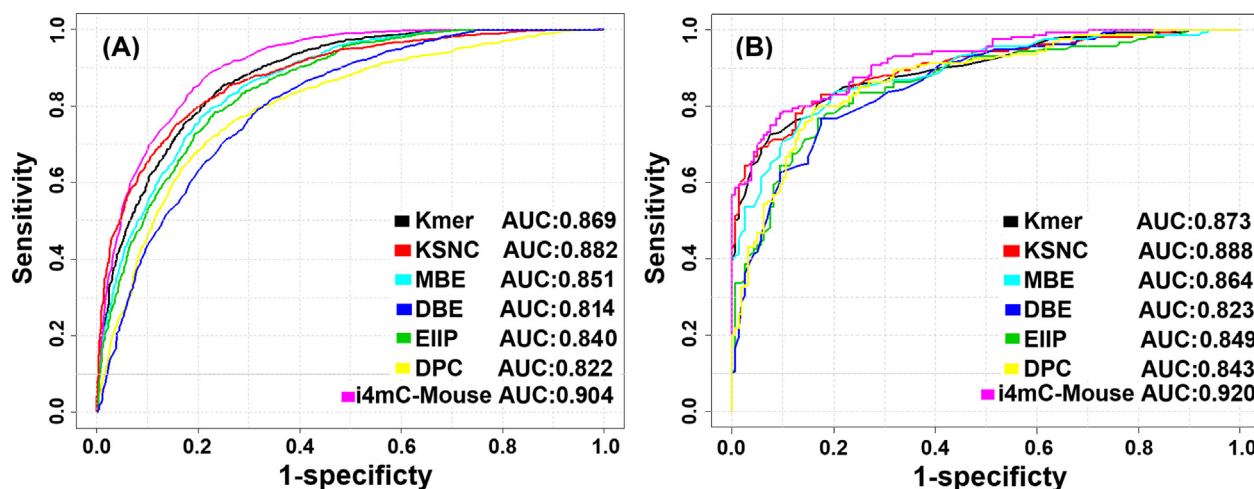 (A)
Sensitivity
1.0
0.8
0.6
0.4
0.2
0.0
Kmer AUC:0.869
KSNC AUC:0.882
MBE AUC:0.851
DBE AUC:0.814
EIIP AUC:0.840
DPC AUC:0.822
i4mC-Mouse AUC:0.904
0.0 0.2 0.4 0.6 0.8 1.0
1-specificty
(B)
Sensitivity
1.0
0.8
0.6
0.4
0.2
0.0
Kmer AUC:0.873
KSNC AUC:0.888
MBE AUC:0.864
DBE AUC:0.823
EIIP AUC:0.849
DPC AUC:0.843
i4mC-Mouse AUC:0.920
0.0 0.2 0.4 0.6 0.8 1.0
1-specificty